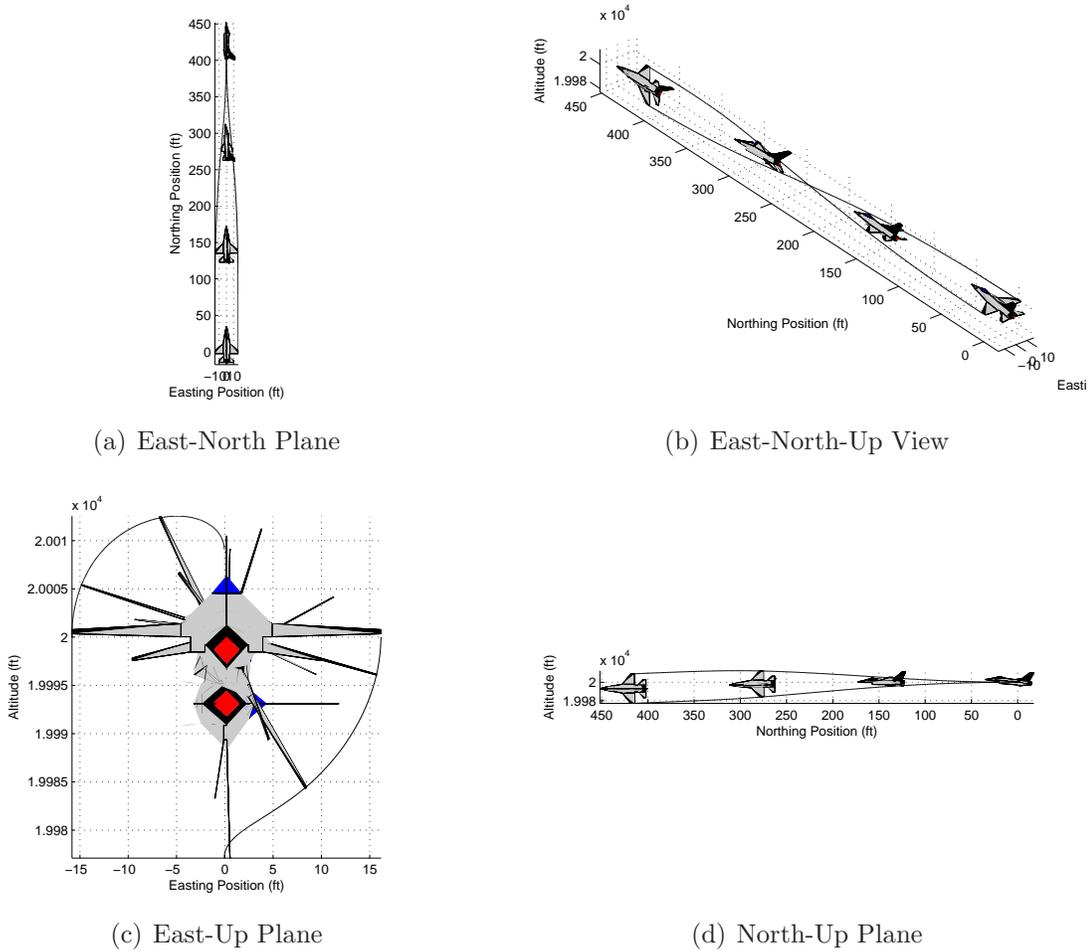 450
400
350
300
250
200
150
100
50
0
Northing Position (ft)
−10 0 10
Easting Position (ft)
(a) East-North Plane
x 10^4
2
1.998
Altitude (ft)
450
400
350
300
250
200
150
100
50
0
Northing Position (ft)
−10 0 10
Easti
(b) East-North-Up View
x 10^4
2.001
2.0005
2
1.9995
1.999
1.9985
1.998
Altitude (ft)
−15 −10 −5 0 5 10 15
Easting Position (ft)
(c) East-Up Plane
x 10^4
2
1.998
Altitude (ft)
450 400 350 300 250 200 150 100 50 0
Northing Position (ft)
(d) North-Up Plane